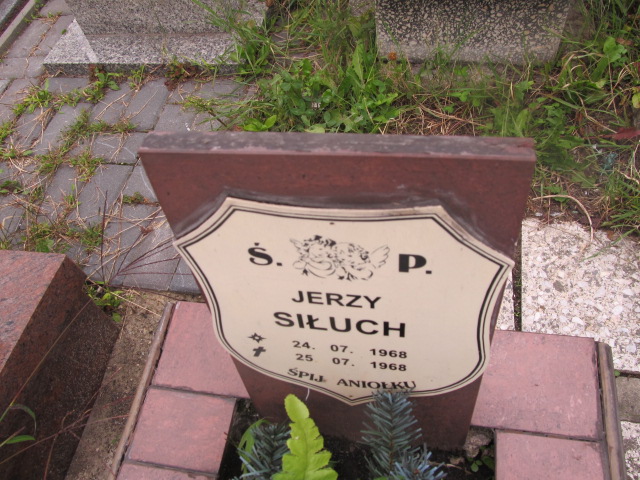 Ś. P.
JERZY
SIŁUCH
24. 07. 1968
25. 07. 1968
ŚPIJ ANIOŁKU